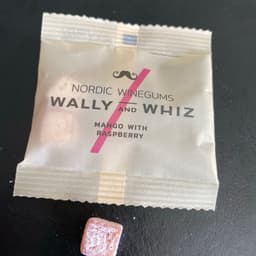 NORDIC WINEGUMS
WALLY AND WHIZ
MANGO WITH
RASPBERRY